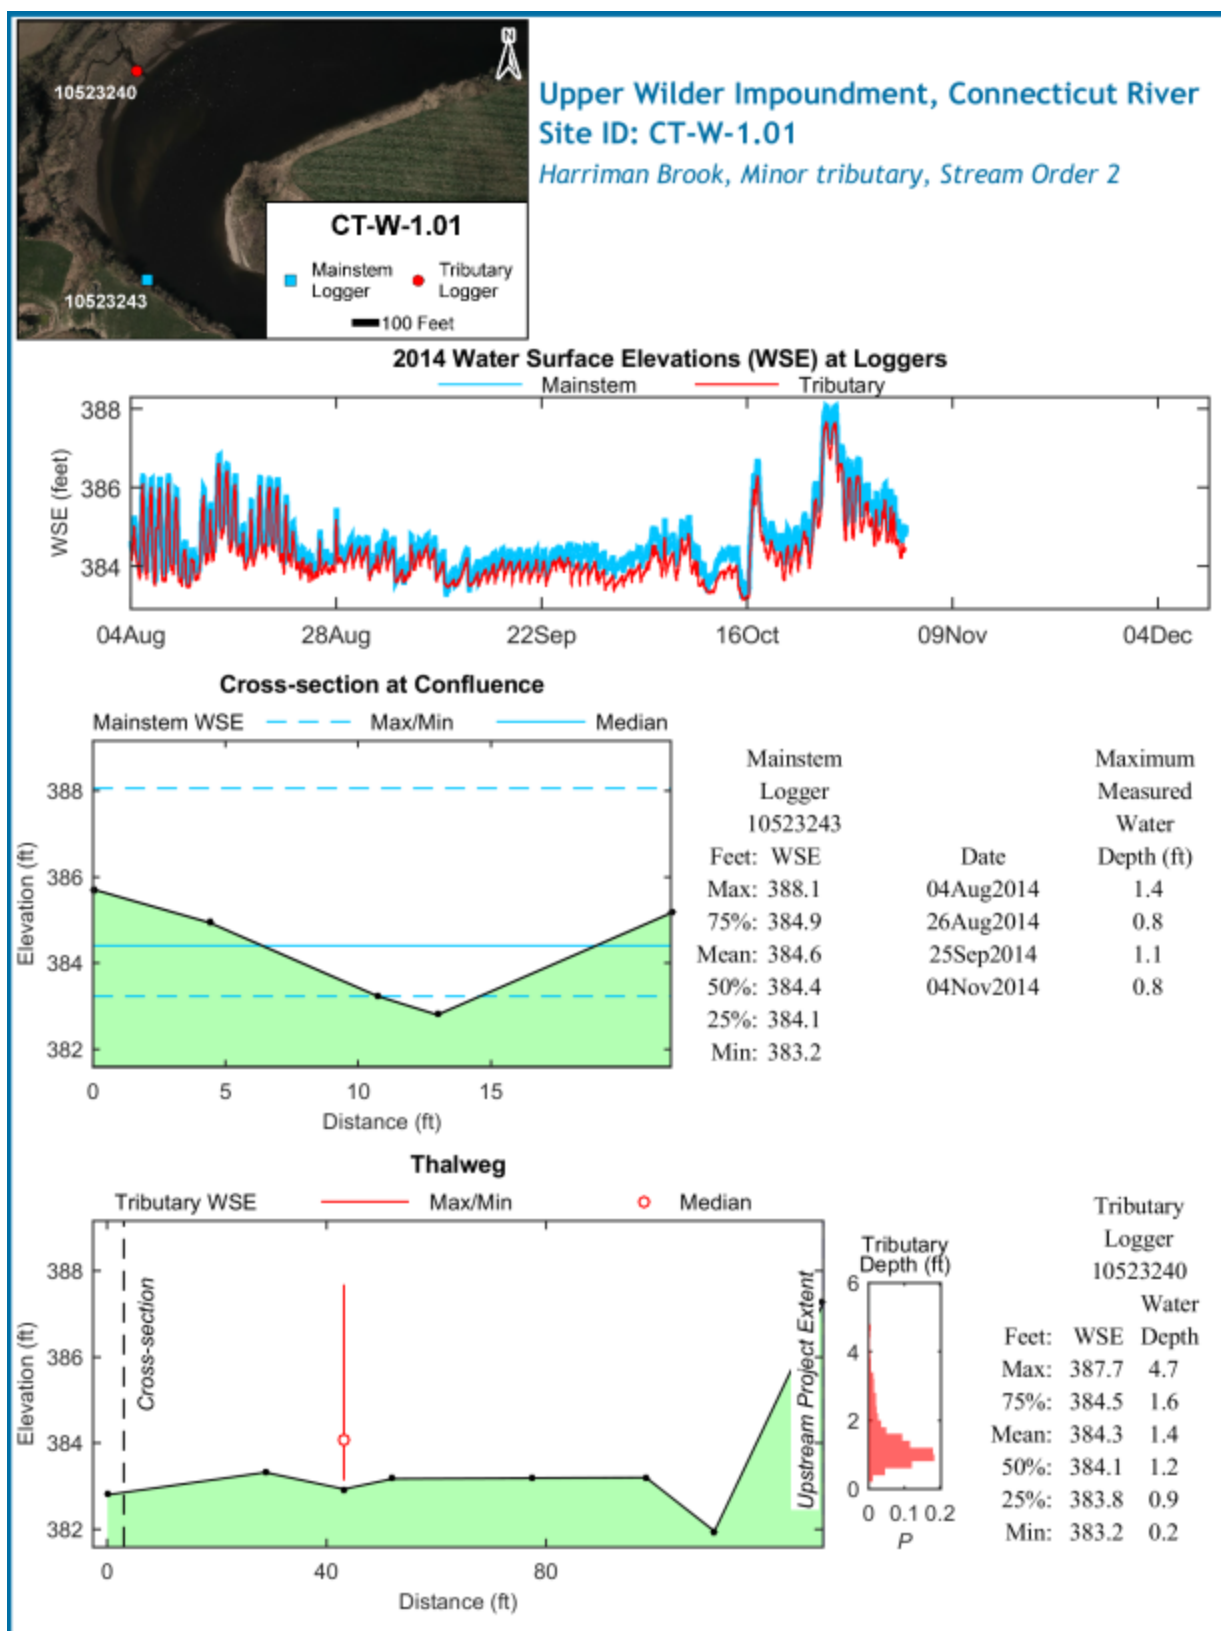 N
10523240
10523243
CT-W-1.01
Mainstem Logger
Tributary Logger
100 Feet
Upper Wilder Impoundment, Connecticut River
Site ID: CT-W-1.01
Harriman Brook, Minor tributary, Stream Order 2
2014 Water Surface Elevations (WSE) at Loggers
Mainstem Tributary
WSE (feet)
388
386
384
04Aug 28Aug 22Sep 16Oct 09Nov 04Dec
Cross-section at Confluence
Mainstem WSE Max/Min Median
Elevation (ft)
388
386
384
382
0 5 10 15
Distance (ft)
Mainstem
Logger
10523243
Feet: WSE
Max: 388.1
75%: 384.9
Mean: 384.6
50%: 384.4
25%: 384.1
Min: 383.2
Maximum
Measured
Water
Date Depth (ft)
04Aug2014 1.4
26Aug2014 0.8
25Sep2014 1.1
04Nov2014 0.8
Thalweg
Tributary WSE Max/Min Median
Elevation (ft)
388
386
384
382
Cross-section
Upstream Project Extent
0 40 80
Distance (ft)
Tributary
Depth (ft)
6
4
2
0
0 0.1 0.2
P
Tributary
Logger
10523240
Water
Feet: WSE Depth
Max: 387.7 4.7
75%: 384.5 1.6
Mean: 384.3 1.4
50%: 384.1 1.2
25%: 383.8 0.9
Min: 383.2 0.2